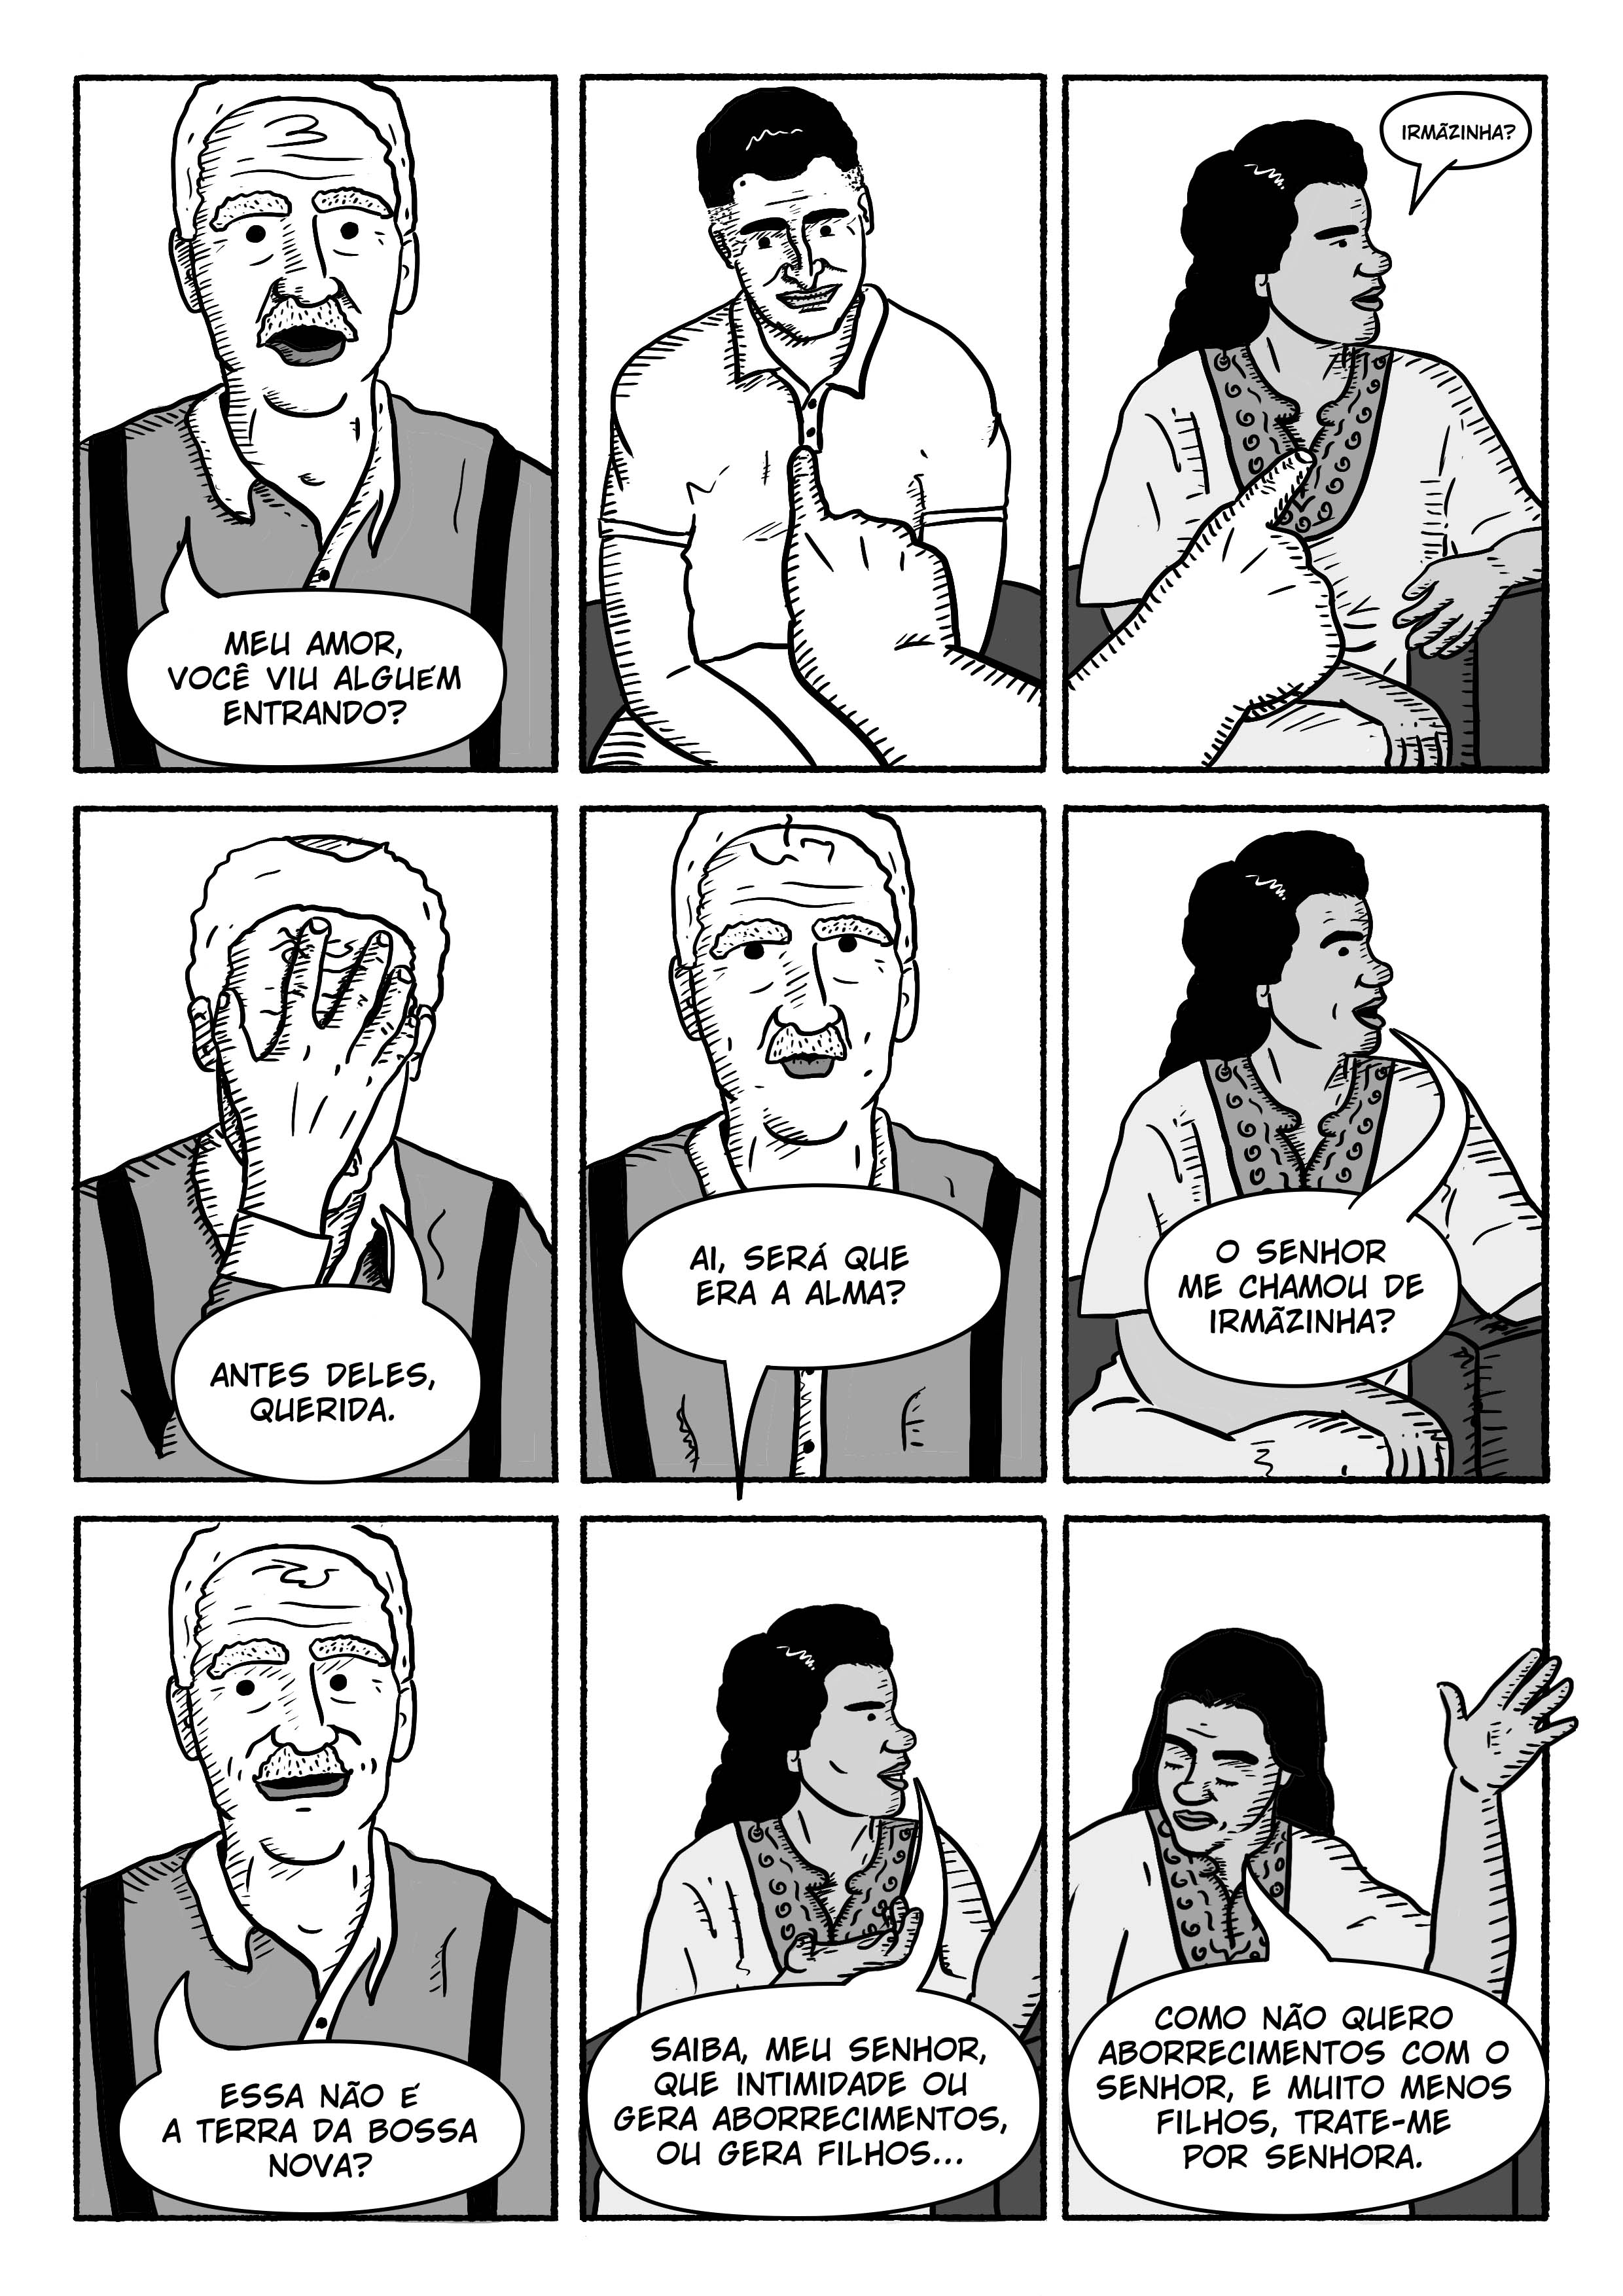 MEU AMOR,
VOCÊ VIU ALGUÉM
ENTRANDO?
IRMÃZINHA?
ANTES DELES,
QUERIDA.
AI, SERÁ QUE
ERA A ALMA?
O SENHOR
ME CHAMOU DE
IRMÃZINHA?
ESSA NÃO É
A TERRA DA BOSSA
NOVA?
SAIBA, MEU SENHOR,
QUE INTIMIDADE OU
GERA ABORRECIMENTOS,
OU GERA FILHOS...
COMO NÃO QUERO
ABORRECIMENTOS COM O
SENHOR, E MUITO MENOS
FILHOS, TRATE-ME
POR SENHORA.